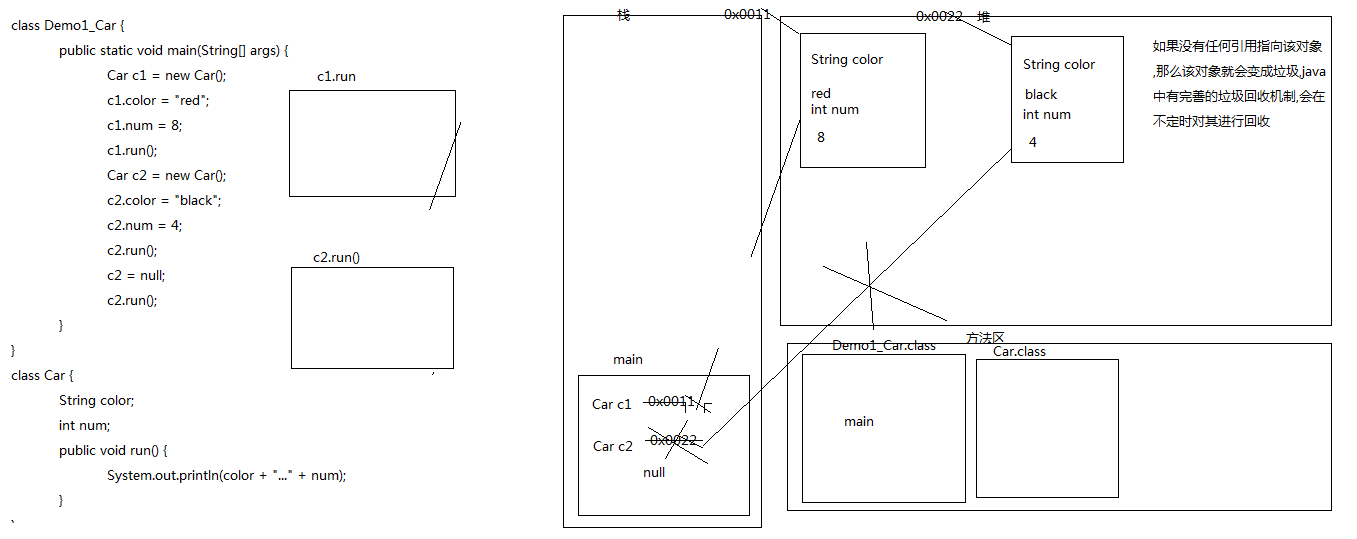 class Demo1_Car {
public static void main(String[] args) {
Car c1 = new Car();
c1.color = "red";
c1.num = 8;
c1.run();
Car c2 = new Car();
c2.color = "black";
c2.num = 4;
c2.run();
c2 = null;
c2.run();
}
}
class Car {
String color;
int num;
public void run() {
System.out.println(color + "..." + num);
}
c1.run
c2.run()
栈
main
Car c1 0x0011
Car c2 0x0022
null
0x0011
0x0022 堆
String color
red
int num
8
String color
black
int num
4
如果没有任何引用指向该对象
,那么该对象就会变成垃圾,java
中有完善的垃圾回收机制,会在
不定时对其进行回收
方法区
Demo1_Car.class
main
Car.class